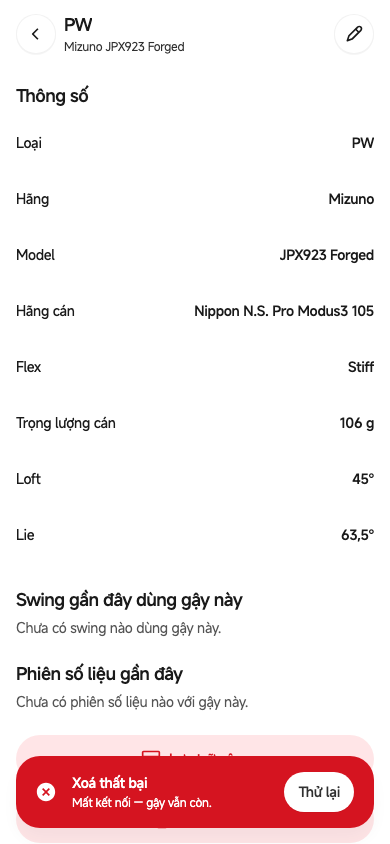 PW
Mizuno JPX923 Forged
Thông số
Loại PW
Hãng Mizuno
Model JPX923 Forged
Hãng cán Nippon N.S. Pro Modus3 105
Flex Stiff
Trọng lượng cán 106 g
Loft 45°
Lie 63,5°
Swing gần đây dùng gậy này
Chưa có swing nào dùng gậy này.
Phiên số liệu gần đây
Chưa có phiên số liệu nào với gậy này.
Xoá thất bại
Mất kết nối — gậy vẫn còn.
Thử lại